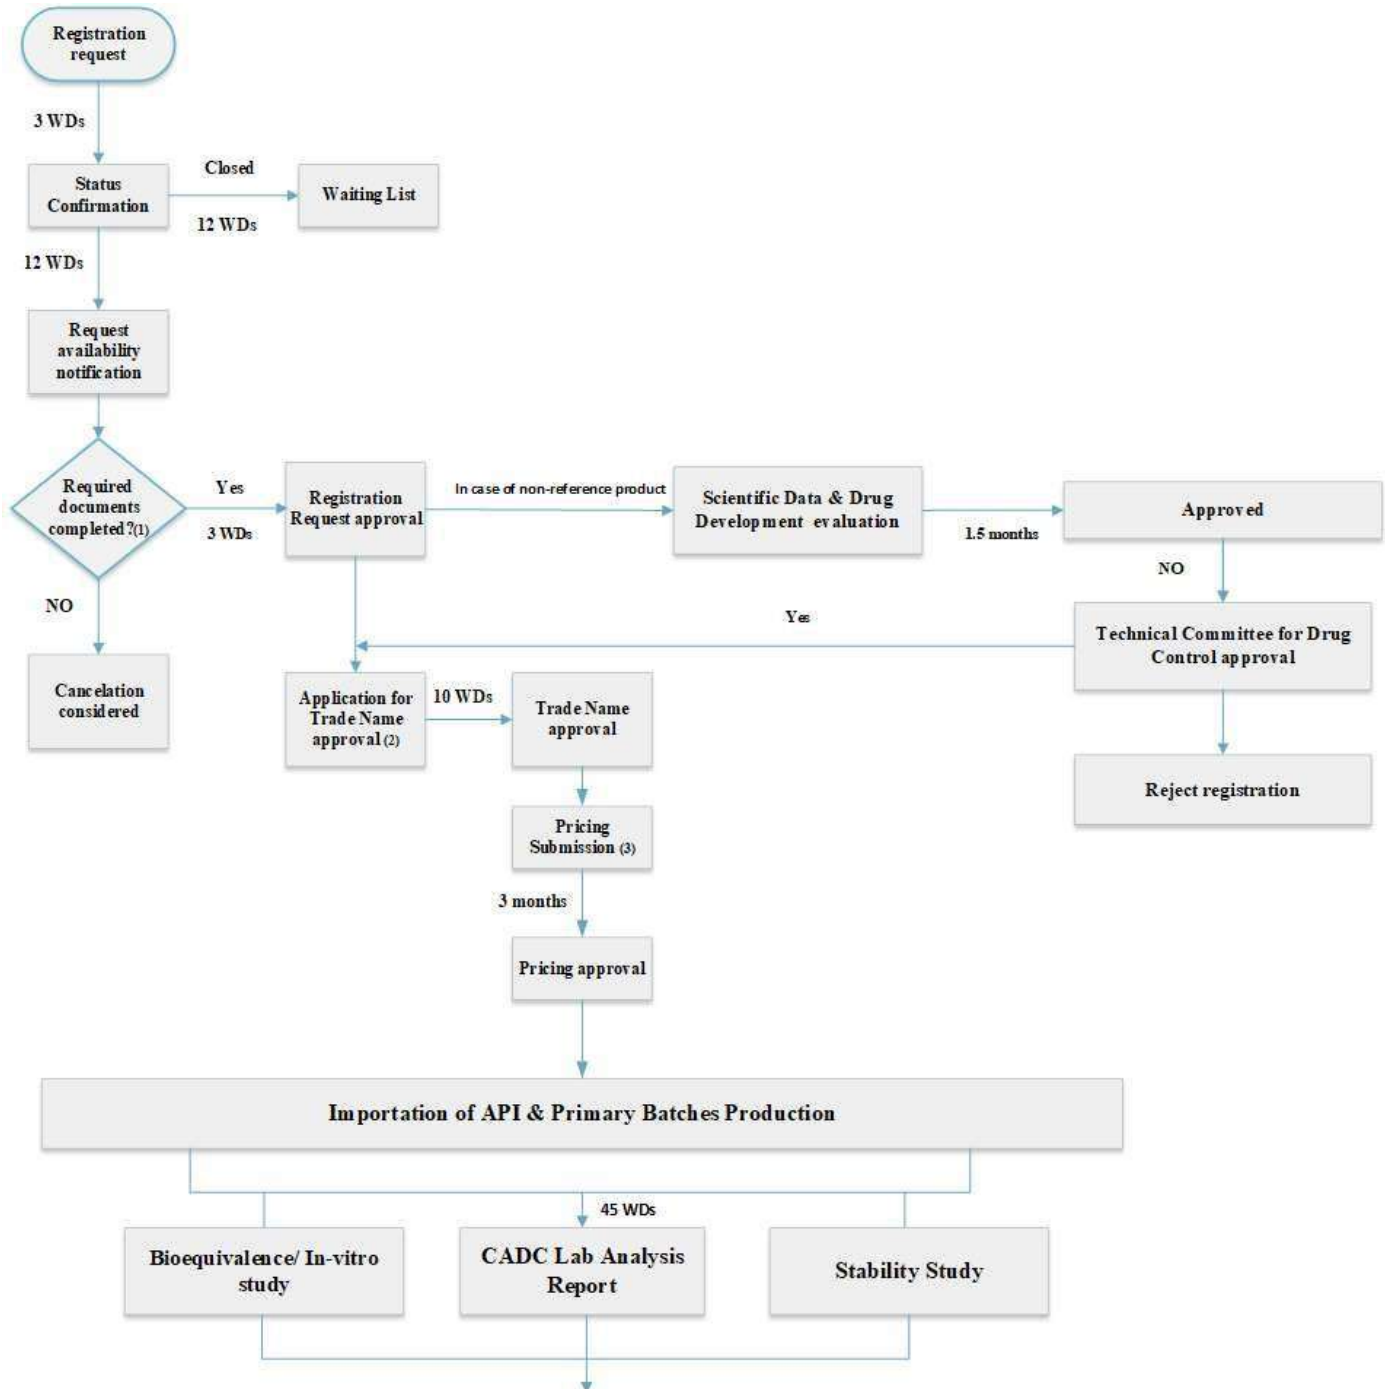 Registration
request
3 WDs
Closed
Status
Confirmation
Waiting List
12 WDs
12 WDs
Request
availability
notification
Required
documents
completed?(1)
Yes
3 WDs
Registration
Request approval
In case of non-reference product
Scientific Data & Drug
Development evaluation
1.5 months
Approved
NO
NO
Yes
Technical Committee for Drug
Control approval
Cancelation
considered
Application for
Trade Name
approval (2)
10 WDs
Trade Name
approval
Reject registration
Pricing
Submission (3)
3 months
Pricing approval
Importation of API & Primary Batches Production
45 WDs
Bioequivalence/ In-vitro
study
CADC Lab Analysis
Report
Stability Study